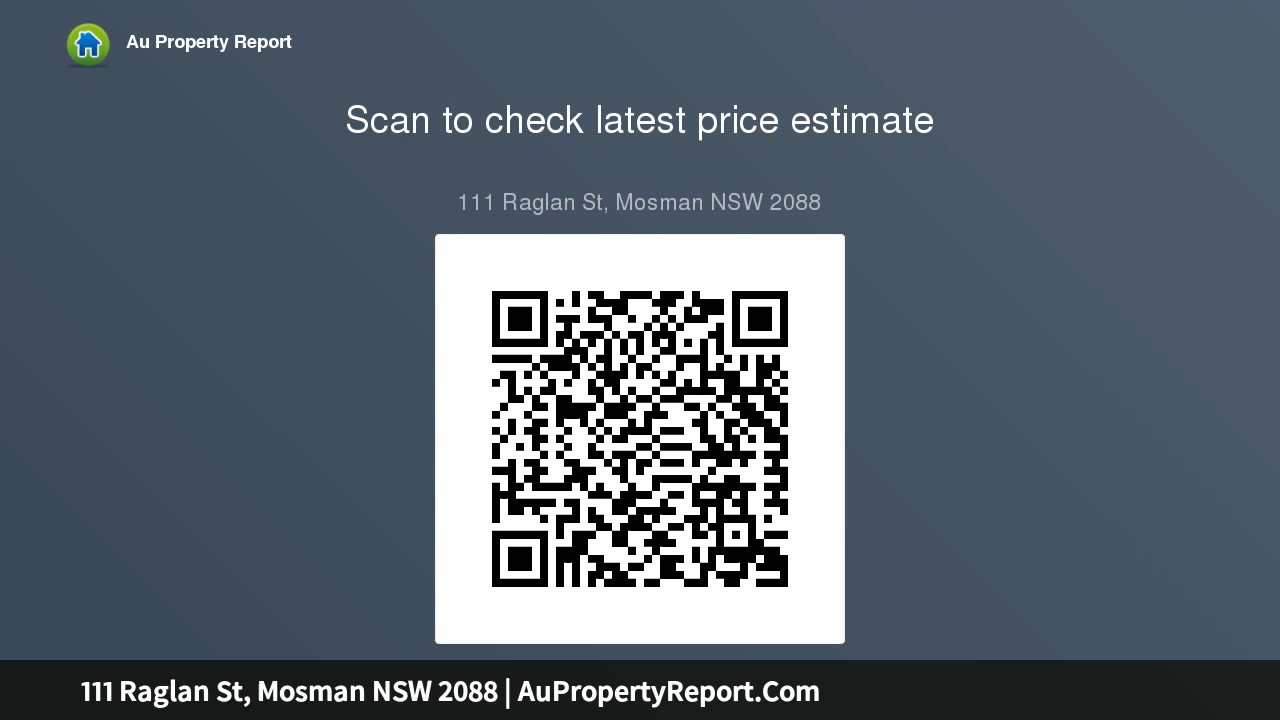 Au Property Report
Scan to check latest price estimate
111 Raglan St, Mosman NSW 2088
111 Raglan St, Mosman NSW 2088 | AuPropertyReport.Com